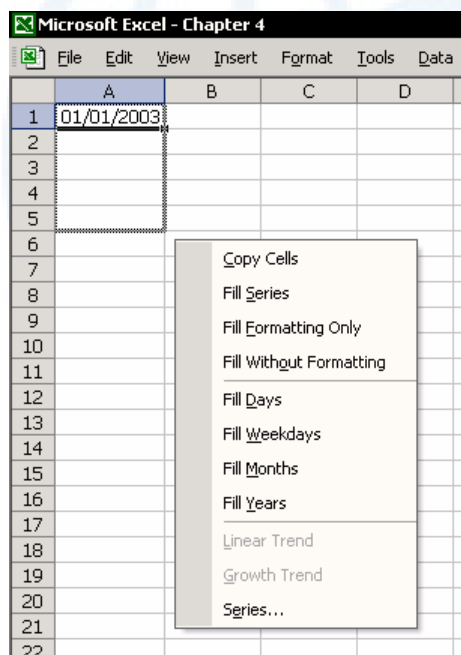 Microsoft Excel - Chapter 4
File Edit View Insert Format Tools Data
A B C D
1 01/01/2003
2
3
4
5
6
7
8
9
10
11
12
13
14
15
16
17
18
19
20
21
22
Copy Cells
Fill Series
Fill Formatting Only
Fill Without Formatting
Fill Days
Fill Weekdays
Fill Months
Fill Years
Linear Trend
Growth Trend
Series...